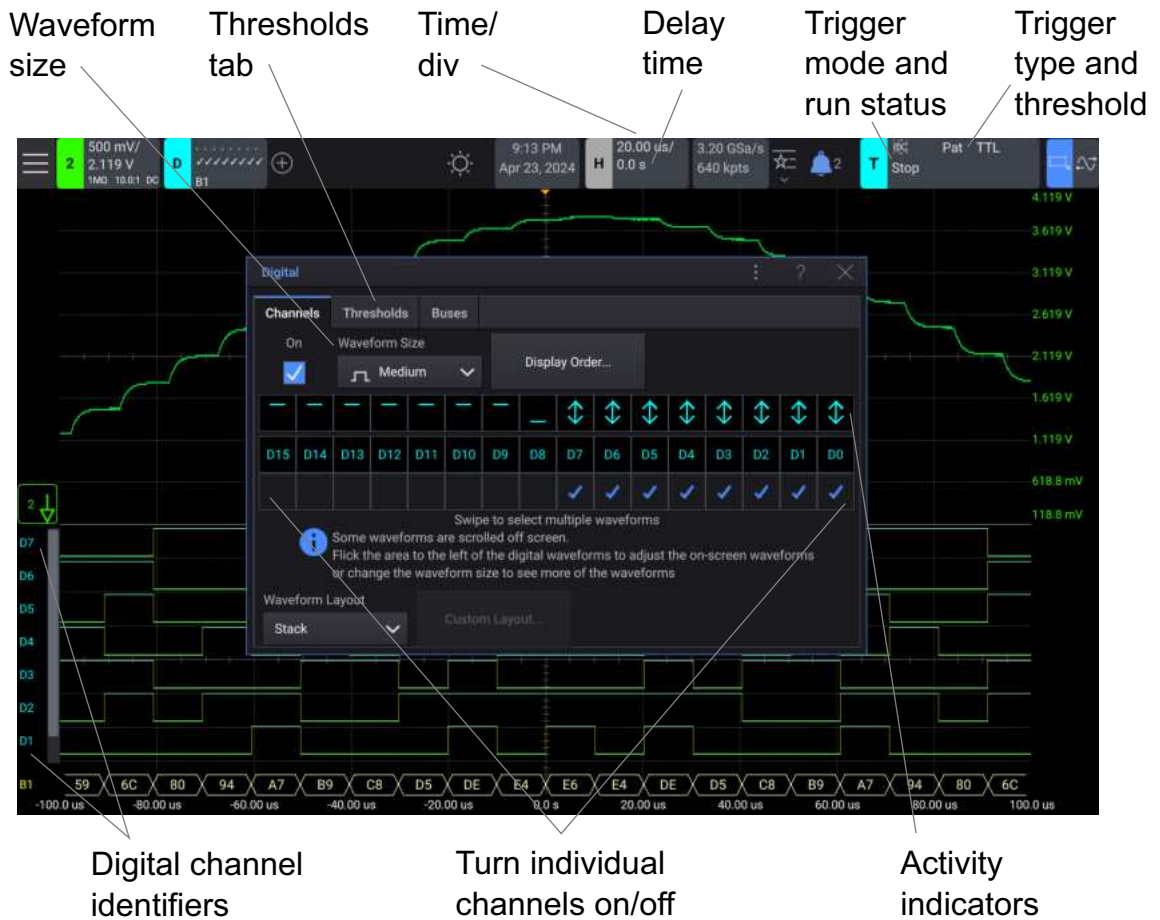 Waveform size
Thresholds tab
Time/ div
Delay time
Trigger mode and run status
Trigger type and threshold
2
500 mV/
2.119 V
1MΩ 10.0:1 DC
D
B1
9:13 PM
Apr 23, 2024
H
20.00 us/
0.0 s
3.20 GSa/s
640 kpts
2
T
Stop
Pat TTL
4.119 V
3.619 V
3.119 V
2.619 V
2.119 V
1.619 V
1.119 V
618.8 mV
118.8 mV
Digital
?
Channels Thresholds Buses
On
Waveform Size
Medium
Display Order...
D15 D14 D13 D12 D11 D10 D9 D8 D7 D6 D5 D4 D3 D2 D1 D0
Swipe to select multiple waveforms
Some waveforms are scrolled off screen.
Flick the area to the left of the digital waveforms to adjust the on-screen waveforms
or change the waveform size to see more of the waveforms
Waveform Layout
Stack
Custom Layout...
2
D7
D6
D5
D4
D3
D2
D1
B1 59 6C 80 94 A7 B9 C8 D5 DE E4 E6 E4 DE D5 C8 B9 A7 94 80 6C
-100.0 us -80.00 us -60.00 us -40.00 us -20.00 us 0.0 s 20.00 us 40.00 us 60.00 us 80.00 us 100.0 us
Digital channel identifiers
Turn individual channels on/off
Activity indicators